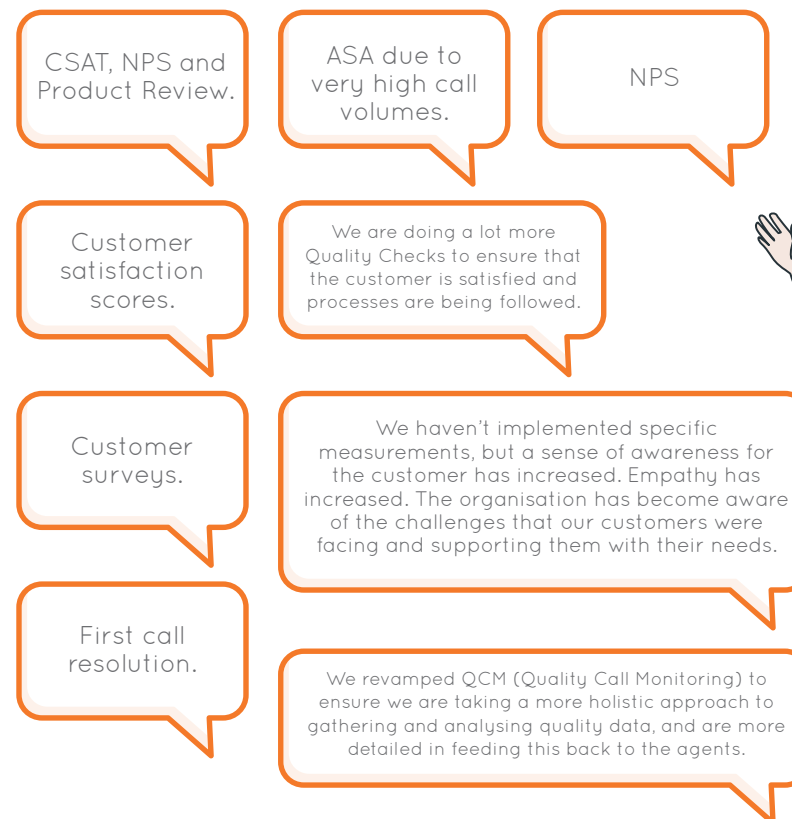 CSAT, NPS and
Product Review.
ASA due to
very high call
volumes.
NPS
Customer
satisfaction
scores.
We are doing a lot more
Quality Checks to ensure that
the customer is satisfied and
processes are being followed.
Customer
surveys.
We haven’t implemented specific
measurements, but a sense of awareness for
the customer has increased. Empathy has
increased. The organisation has become aware
of the challenges that our customers were
facing and supporting them with their needs.
First call
resolution.
We revamped QCM (Quality Call Monitoring) to
ensure we are taking a more holistic approach to
gathering and analysing quality data, and are more
detailed in feeding this back to the agents.